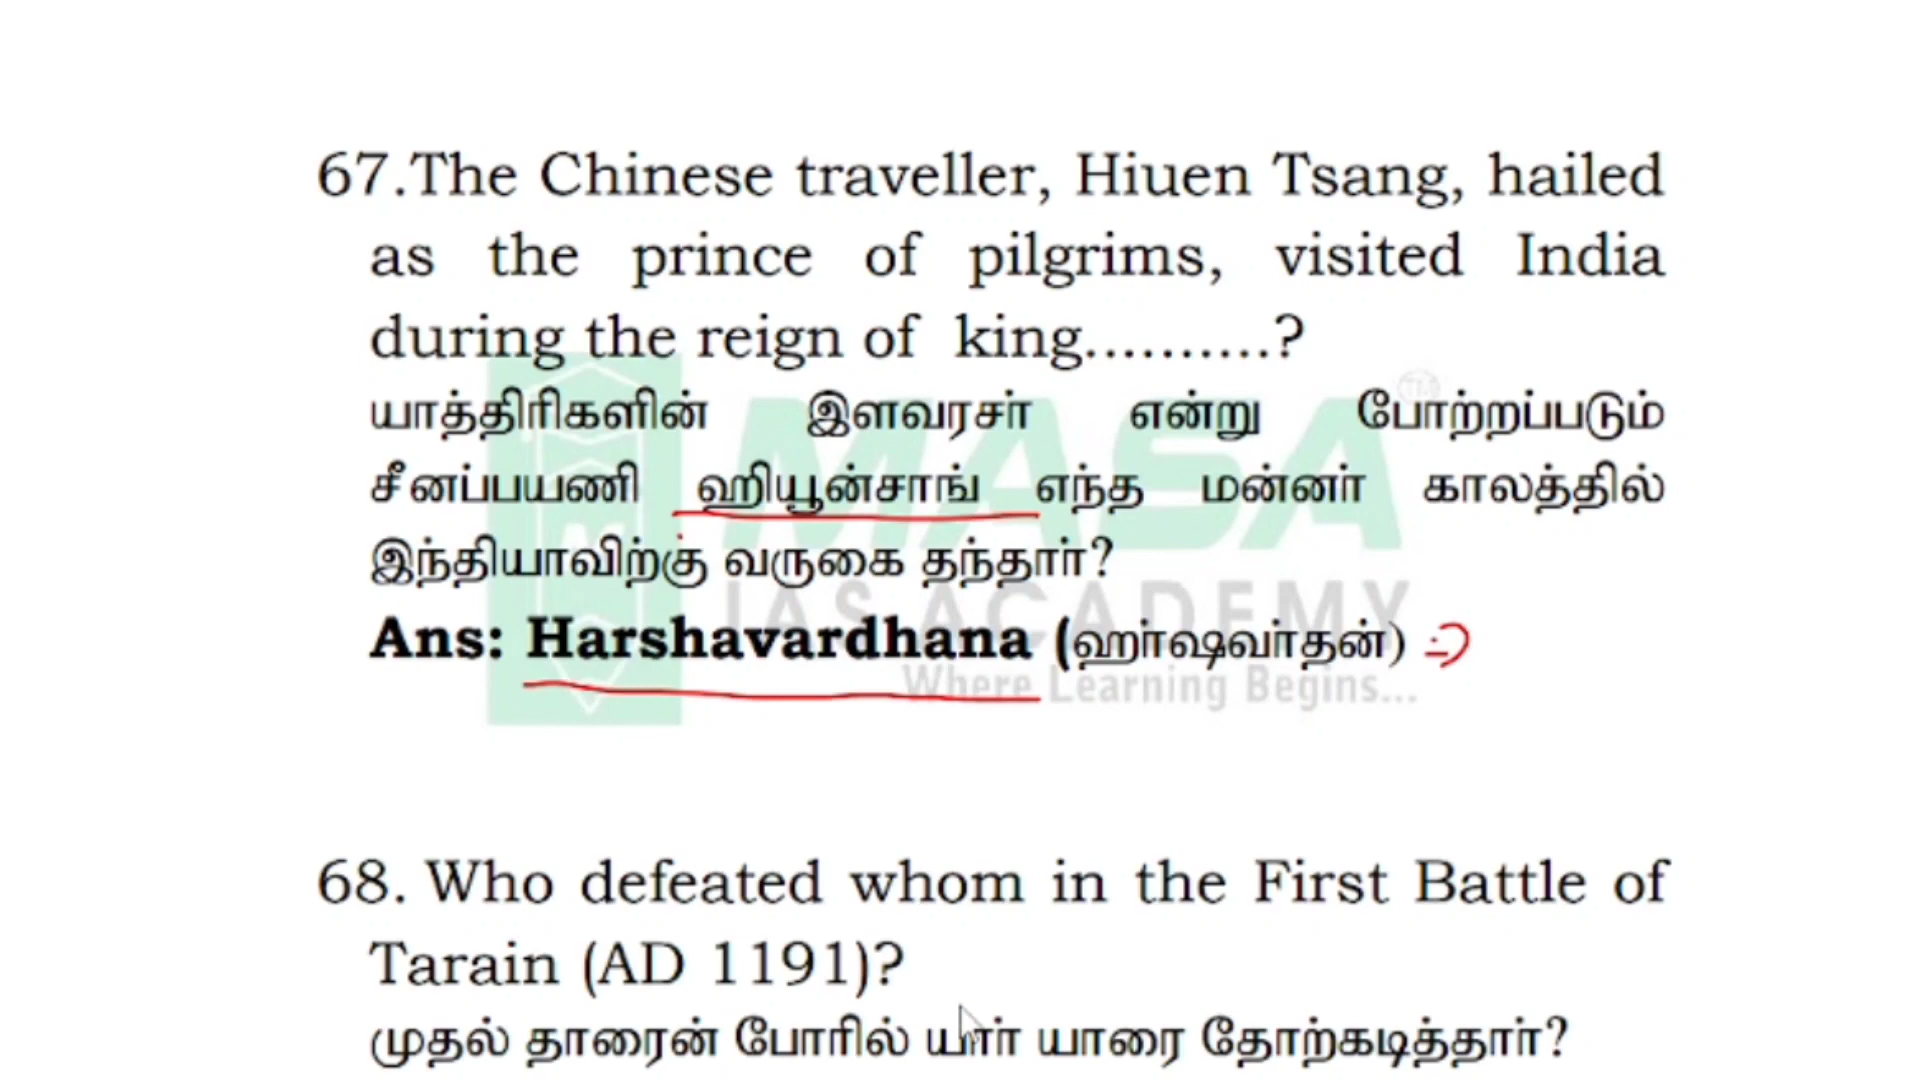 67.The Chinese traveller, Hiuen Tsang, hailed
as the prince of pilgrims, visited India
during the reign of king..........?
யாத்திரிகளின் இளவரசர் என்று போற்றப்படும்
சீனப்பயணி ஹியூன்சாங் எந்த மன்னர் காலத்தில்
இந்தியாவிற்கு வருகை தந்தார்?
Ans: Harshavardhana (ஹர்ஷவர்தன்)
MASA TM
IAS ACADEMY
Where Learning Begins...
68. Who defeated whom in the First Battle of
Tarain (AD 1191)?
முதல் தாரைன் போரில் யார் யாரை தோற்கடித்தார்?